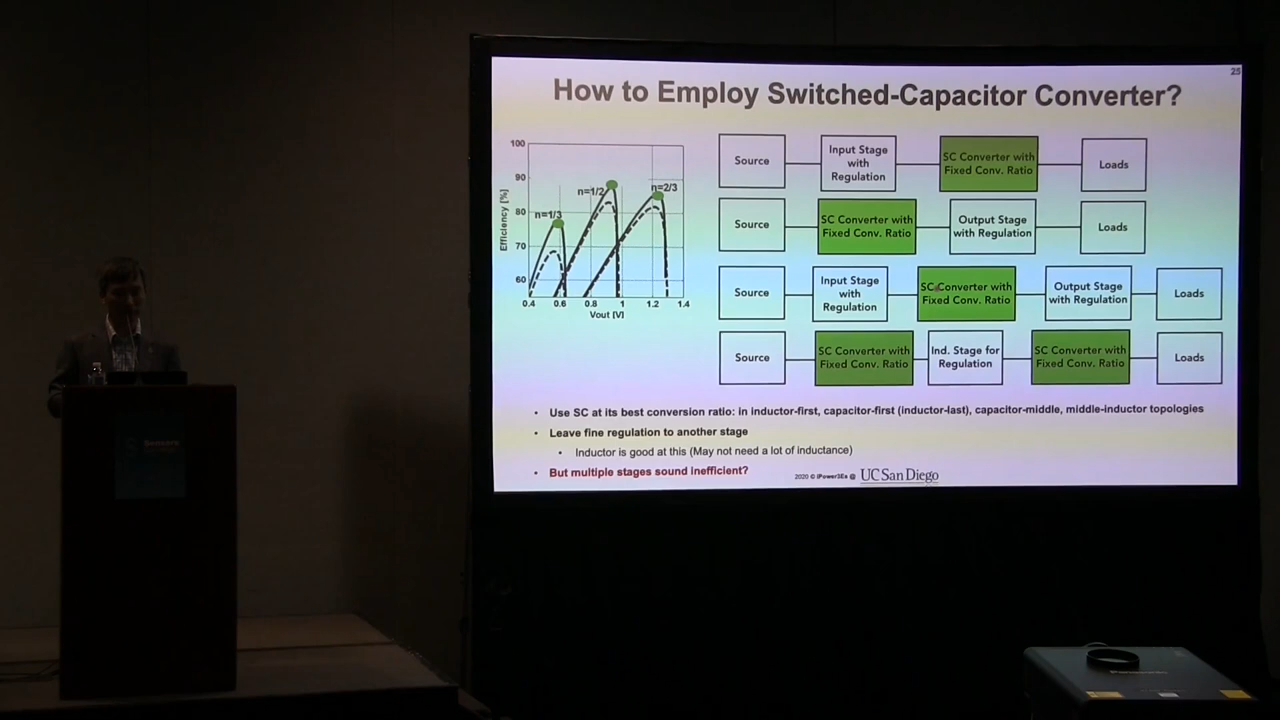 25
How to Employ Switched-Capacitor Converter?
100
90
80
70
60
Efficiency [%]
n=1/3
n=1/2
n=2/3
0.4
0.6
0.8
1
1.2
1.4
Vout [V]
Source
Input Stage
with
Regulation
SC Converter with
Fixed Conv. Ratio
Loads
Source
SC Converter with
Fixed Conv. Ratio
Output Stage
with Regulation
Loads
Source
Input Stage
with
Regulation
SC Converter with
Fixed Conv. Ratio
Output Stage
with Regulation
Loads
Source
SC Converter with
Fixed Conv. Ratio
Ind. Stage for
Regulation
SC Converter with
Fixed Conv. Ratio
Loads
• Use SC at its best conversion ratio: in inductor-first, capacitor-first (inductor-last), capacitor-middle, middle-inductor topologies
• Leave fine regulation to another stage
• Inductor is good at this (May not need a lot of inductance)
• But multiple stages sound inefficient?
2020 © iPower3Es @ UC San Diego
Sensors